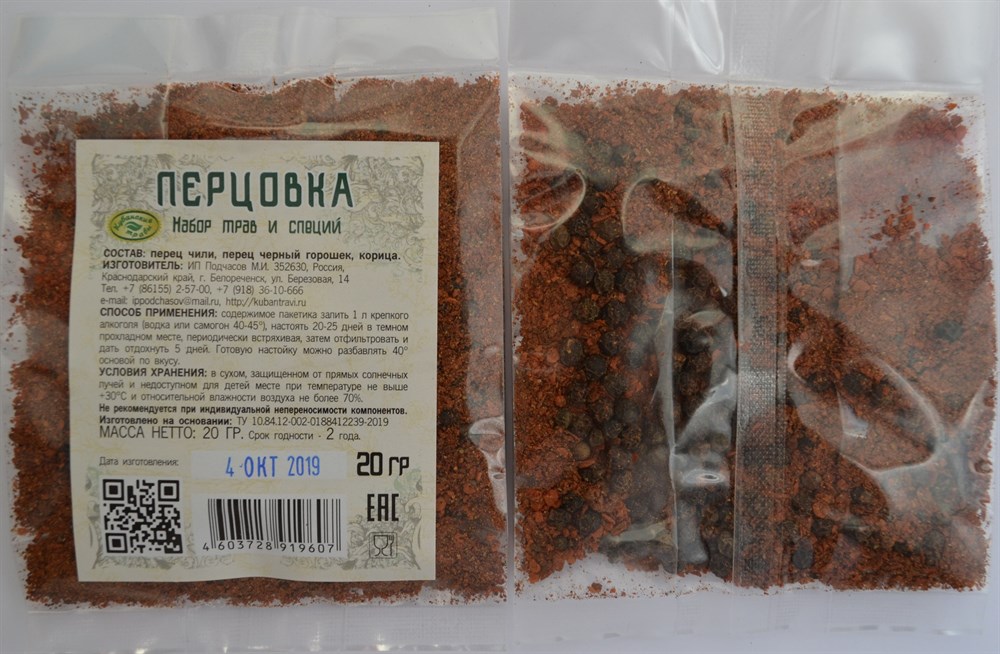 ПЕРЦОВКА
Кубанские травы
Набор трав и специй
СОСТАВ: перец чили, перец черный горошек, корица.
ИЗГОТОВИТЕЛЬ: ИП Подчасов М.И. 352630, Россия,
Краснодарский край, г. Белореченск, ул. Березовая, 14
Тел. +7 (86155) 2-57-00, +7 (918) 36-10-666
e-mail: ippodchasov@mail.ru, http://kubantravi.ru
СПОСОБ ПРИМЕНЕНИЯ: содержимое пакетика залить 1 л крепкого
алкоголя (водка или самогон 40-45°), настоять 20-25 дней в темном
прохладном месте, периодически встряхивая, затем отфильтровать и
дать отдохнуть 5 дней. Готовую настойку можно разбавлять 40°
основой по вкусу.
УСЛОВИЯ ХРАНЕНИЯ: в сухом, защищенном от прямых солнечных
лучей и недоступном для детей месте при температуре не выше
+30°С и относительной влажности воздуха не более 70%.
Не рекомендуется при индивидуальной непереносимости компонентов.
Изготовлено на основании: ТУ 10.84.12-002-0188412239-2019
МАССА НЕТТО: 20 ГР. Срок годности - 2 года.
Дата изготовления: 4 ОКТ 2019 20 ГР
EAC
4603728919607